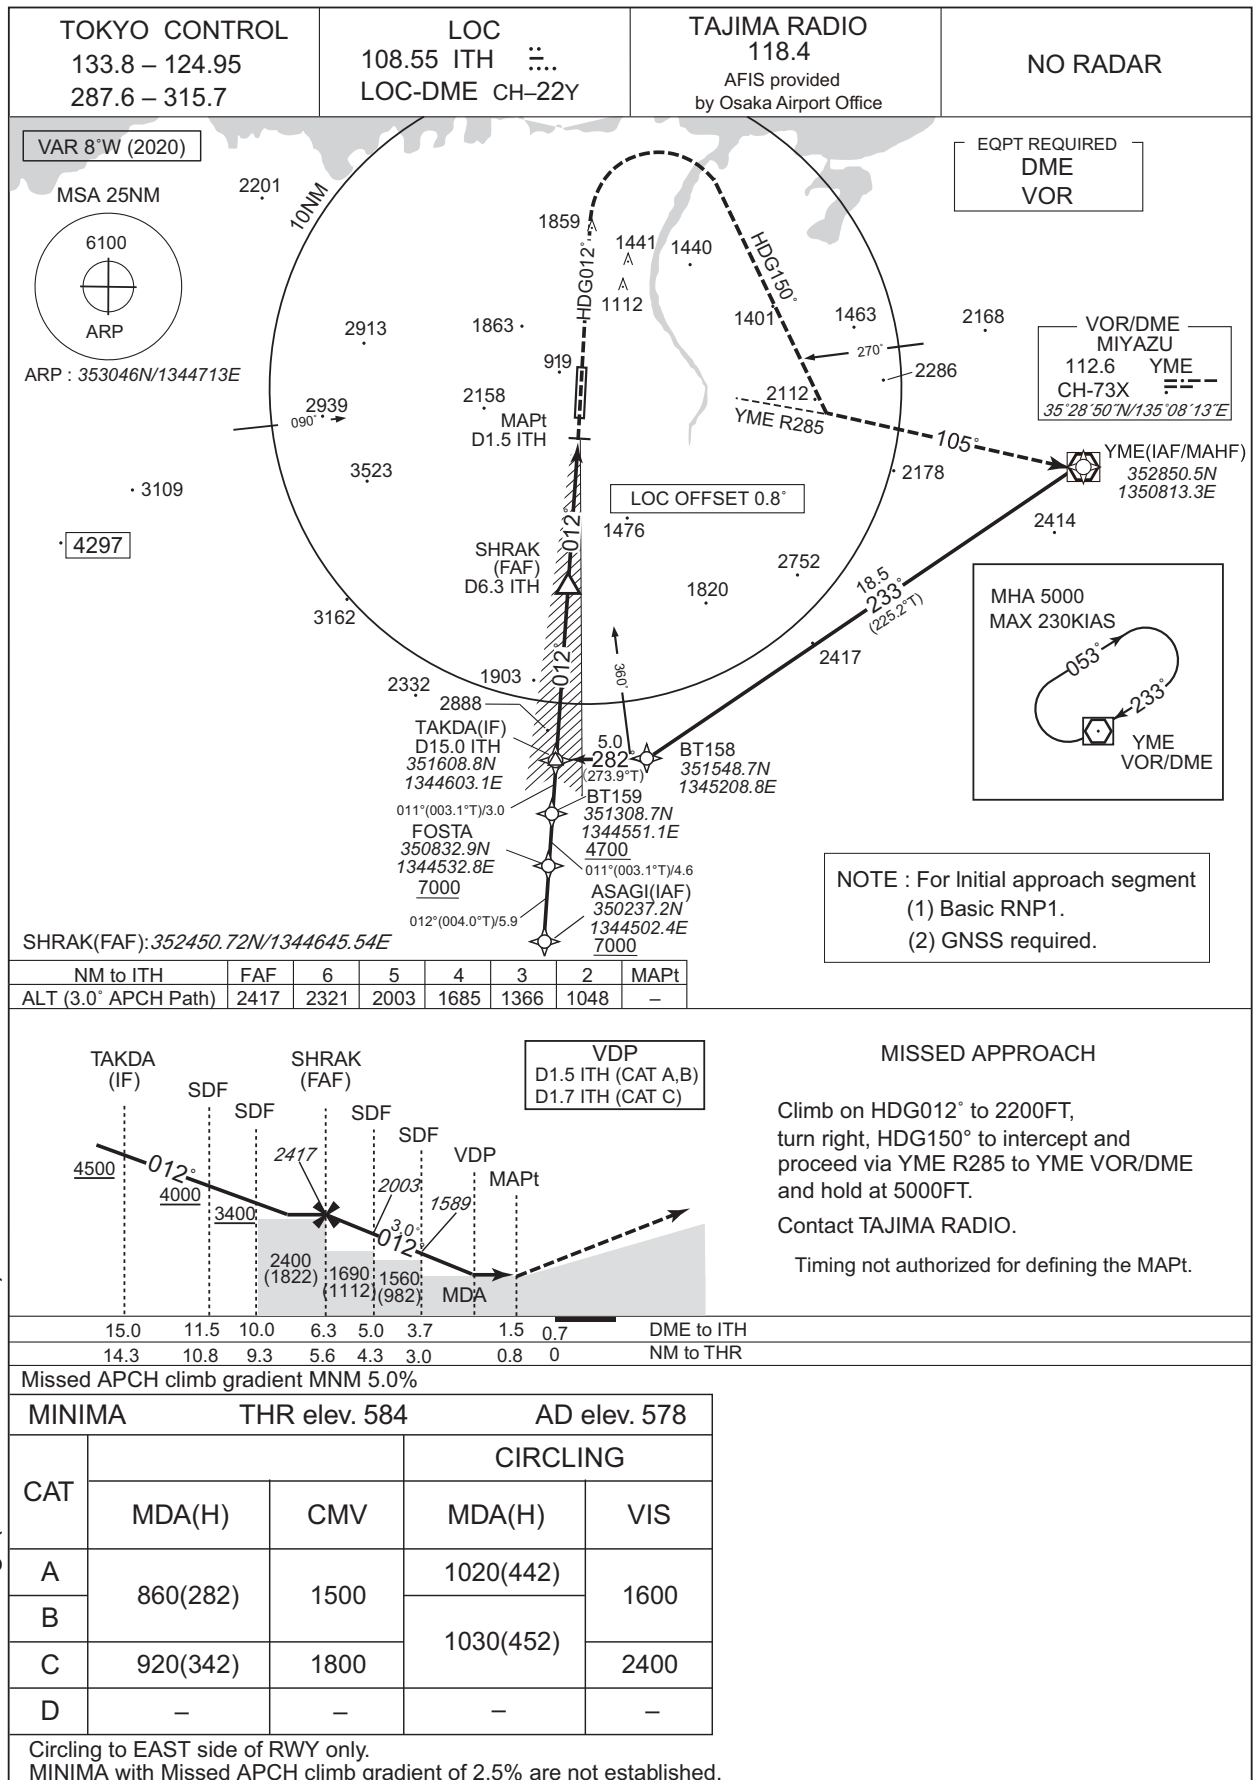 TOKYO CONTROL
133.8 – 124.95
287.6 – 315.7
LOC
108.55 ITH
LOC-DME CH–22Y
TAJIMA RADIO
118.4
AFIS provided
by Osaka Airport Office
NO RADAR
VAR 8°W (2020)
MSA 25NM
6100
ARP
ARP : 353046N/1344713E
EQPT REQUIRED
DME
VOR
10NM
2201
1859
1441
1440
1112
HDG012°
HDG150°
2913
1863
1401
1463
2168
919
270°
2286
2939
090°
2158
2112
YME R285
MAPt
D1.5 ITH
VOR/DME
MIYAZU
112.6 YME
CH-73X
35°28´50˝N/135°08´13˝E
105°
YME(IAF/MAHF)
352850.5N
1350813.3E
3523
2178
3109
LOC OFFSET 0.8°
4297
012°
1476
2414
SHRAK
(FAF)
D6.3 ITH
2752
1820
18.5
233°
(225.2°T)
3162
2417
012°
1903
360°
2332
2888
MHA 5000
MAX 230KIAS
053°
233°
YME
VOR/DME
TAKDA(IF)
D15.0 ITH
351608.8N
1344603.1E
5.0
282°
(273.9°T)
BT158
351548.7N
1345208.8E
011°(003.1°T)/3.0
BT159
351308.7N
1344551.1E
4700
FOSTA
350832.9N
1344532.8E
7000
011°(003.1°T)/4.6
ASAGI(IAF)
350237.2N
1344502.4E
7000
012°(004.0°T)/5.9
NOTE : For Initial approach segment
(1) Basic RNP1.
(2) GNSS required.
SHRAK(FAF):352450.72N/1344645.54E
NM to ITH FAF 6 5 4 3 2 MAPt
ALT (3.0° APCH Path) 2417 2321 2003 1685 1366 1048 –
TAKDA
(IF)
SDF
SDF
SHRAK
(FAF)
SDF
SDF
VDP
MAPt
VDP
D1.5 ITH (CAT A,B)
D1.7 ITH (CAT C)
4500
012°
4000
3400
2417
2003
1589
3.0°
012°
2400
(1822)
1690
(1112)
1560
(982)
MDA
15.0 11.5 10.0 6.3 5.0 3.7 1.5 0.7 DME to ITH
14.3 10.8 9.3 5.6 4.3 3.0 0.8 0 NM to THR
MISSED APPROACH
Climb on HDG012° to 2200FT,
turn right, HDG150° to intercept and
proceed via YME R285 to YME VOR/DME
and hold at 5000FT.
Contact TAJIMA RADIO.
Timing not authorized for defining the MAPt.
Missed APCH climb gradient MNM 5.0%
MINIMA THR elev. 584 AD elev. 578
CAT
CIRCLING
MDA(H) CMV MDA(H) VIS
A 860(282) 1500 1020(442) 1600
B 1030(452)
C 920(342) 1800 2400
D – – – –
Circling to EAST side of RWY only.
MINIMA with Missed APCH climb gradient of 2.5% are not established.